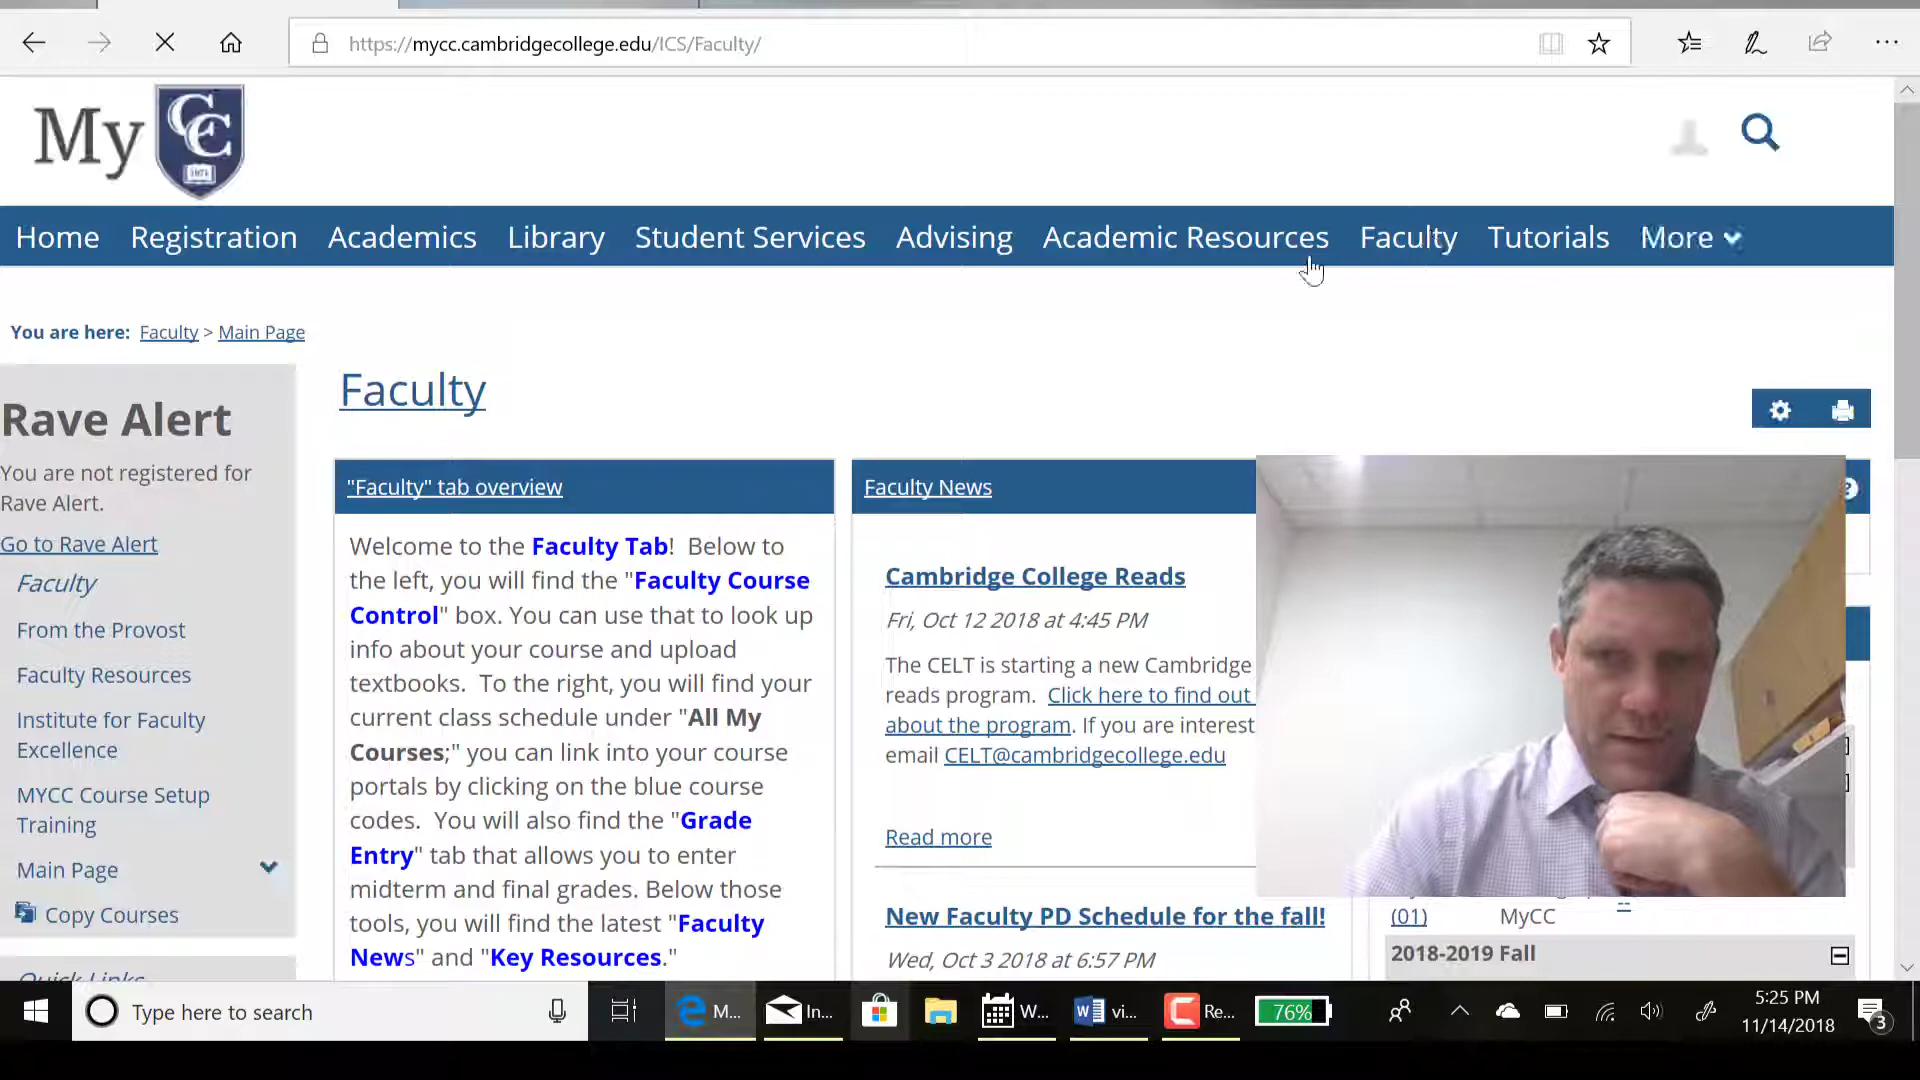 https://mycc.cambridgecollege.edu/ICS/Faculty/
My CC
1971
Home Registration Academics Library Student Services Advising Academic Resources Faculty Tutorials More
You are here: Faculty > Main Page
Rave Alert
You are not registered for
Rave Alert.
Go to Rave Alert
Faculty
From the Provost
Faculty Resources
Institute for Faculty
Excellence
MYCC Course Setup
Training
Main Page
Copy Courses
Quick Links
Faculty
"Faculty" tab overview
Welcome to the Faculty Tab! Below to
the left, you will find the "Faculty Course
Control" box. You can use that to look up
info about your course and upload
textbooks. To the right, you will find your
current class schedule under "All My
Courses;" you can link into your course
portals by clicking on the blue course
codes. You will also find the "Grade
Entry" tab that allows you to enter
midterm and final grades. Below those
tools, you will find the latest "Faculty
News" and "Key Resources."
Faculty News
Cambridge College Reads
Fri, Oct 12 2018 at 4:45 PM
The CELT is starting a new Cambridge
reads program. Click here to find out
about the program. If you are interest
email CELT@cambridgecollege.edu
Read more
New Faculty PD Schedule for the fall!
Wed, Oct 3 2018 at 6:57 PM
(01) MyCC --
2018-2019 Fall
Type here to search
M... In... W... vi... Re... 76%
5:25 PM
11/14/2018
3